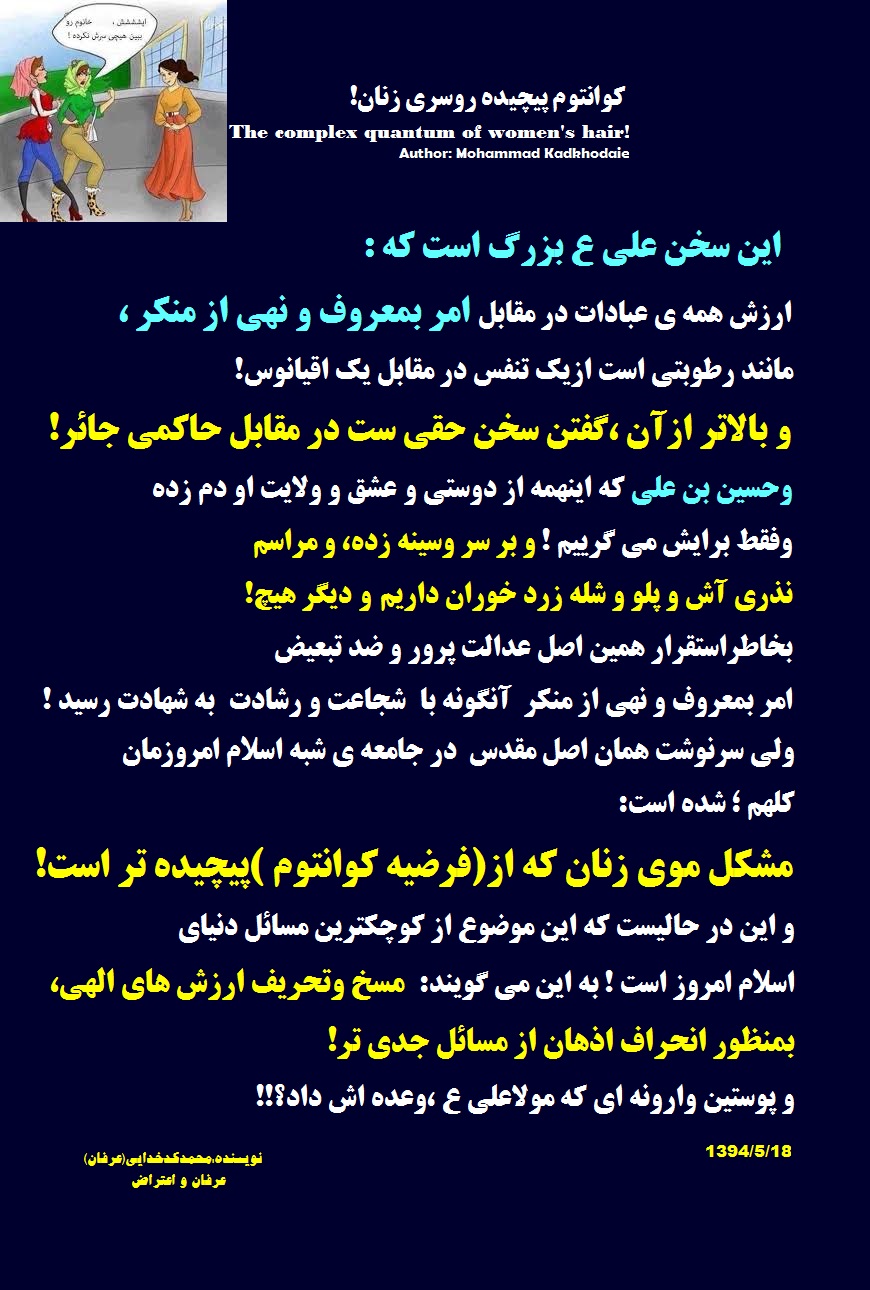 ایشششش ، خانوم رو
ببین هیچی سرش نکرده !
کوانتوم پیچیده روسری زنان!
The complex quantum of women's hair!
Author: Mohammad Kadkhodaie
این سخن علی ع بزرگ است که :
ارزش همه ی عبادات در مقابل امر بمعروف و نهی از منکر ،
مانند رطوبتی است ازیک تنفس در مقابل یک اقیانوس!
و بالاتر ازآن ،گفتن سخن حقی ست در مقابل حاکمی جائر!
وحسین بن علی که اینهمه از دوستی و عشق و ولایت او دم زده
وفقط برایش می گرییم ! و بر سر وسینه زده، و مراسم
نذری آش و پلو و شله زرد خوران داریم و دیگر هیچ!
بخاطراستقرار همین اصل عدالت پرور و ضد تبعیض
امر بمعروف و نهی از منکر آنگونه با شجاعت و رشادت به شهادت رسید !
ولی سرنوشت همان اصل مقدس در جامعه ی شبه اسلام امروزمان
کلهم ؛ شده است:
مشکل موی زنان که از(فرضیه کوانتوم )پیچیده تر است!
و این در حالیست که این موضوع از کوچکترین مسائل دنیای
اسلام امروز است ! به این می گویند: مسخ وتحریف ارزش های الهی،
بمنظور انحراف اذهان از مسائل جدی تر!
و پوستین وارونه ای که مولاعلی ع ،وعده اش داد؟!!
1394/5/18
نویسنده،محمدکدخدایی(عرفان)
عرفان و اعتراض